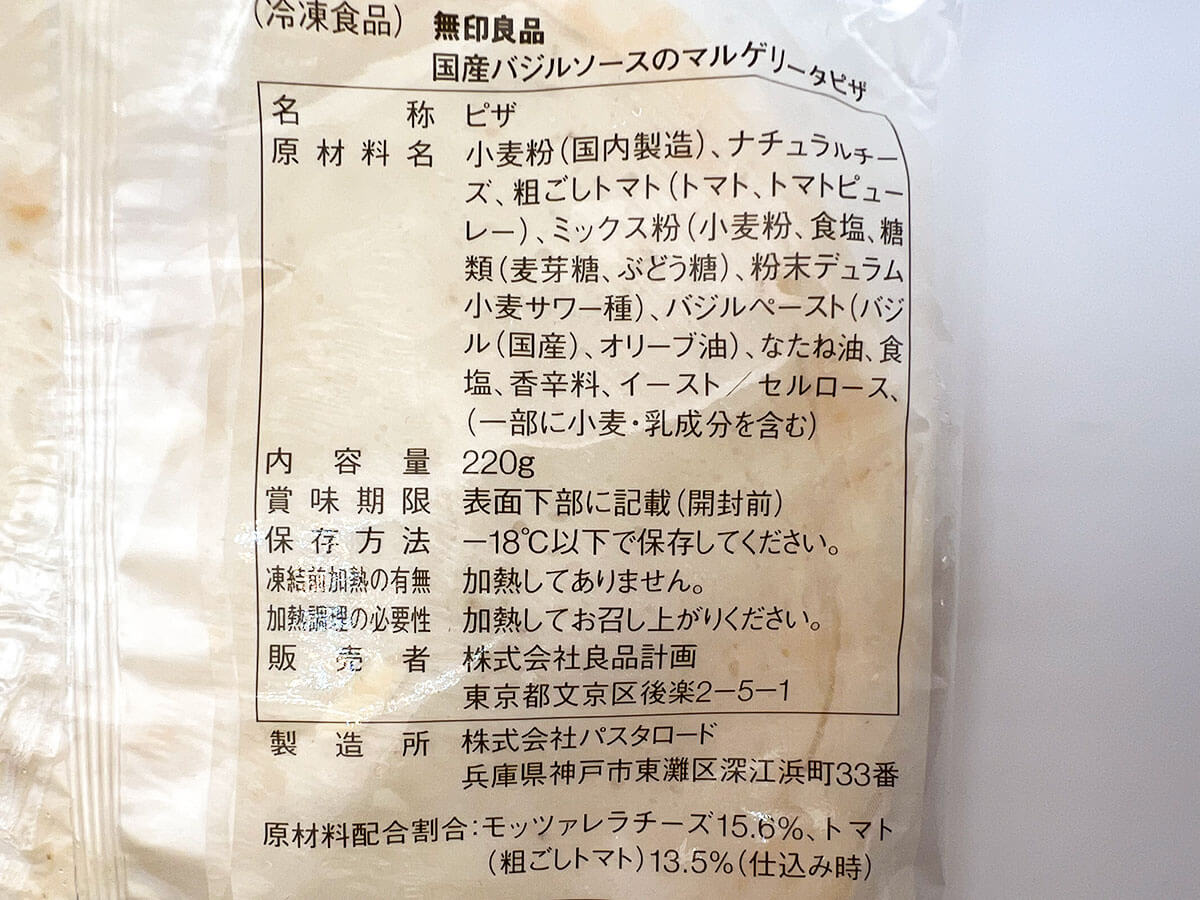 (冷凍食品) 無印良品
国産バジルソースのマルゲリータピザ
名称 ピザ
原材料名 小麦粉(国内製造)、ナチュラルチー
ズ、粗ごしトマト(トマト、トマトピュー
レー)、ミックス粉(小麦粉、食塩、糖
類(麦芽糖、ぶどう糖)、粉末デュラム
小麦サワー種)、バジルペースト(バジ
ル(国産)、オリーブ油)、なたね油、食
塩、香辛料、イースト/セルロース、
(一部に小麦・乳成分を含む)
内容量 220g
賞味期限 表面下部に記載(開封前)
保存方法 −18℃以下で保存してください。
凍結前加熱の有無 加熱してありません。
加熱調理の必要性 加熱してお召し上がりください。
販売者 株式会社良品計画
東京都文京区後楽2−5−1
製造所 株式会社パスタロード
兵庫県神戸市東灘区深江浜町33番
原材料配合割合:モッツァレラチーズ15.6%、トマト
(粗ごしトマト)13.5%(仕込み時)